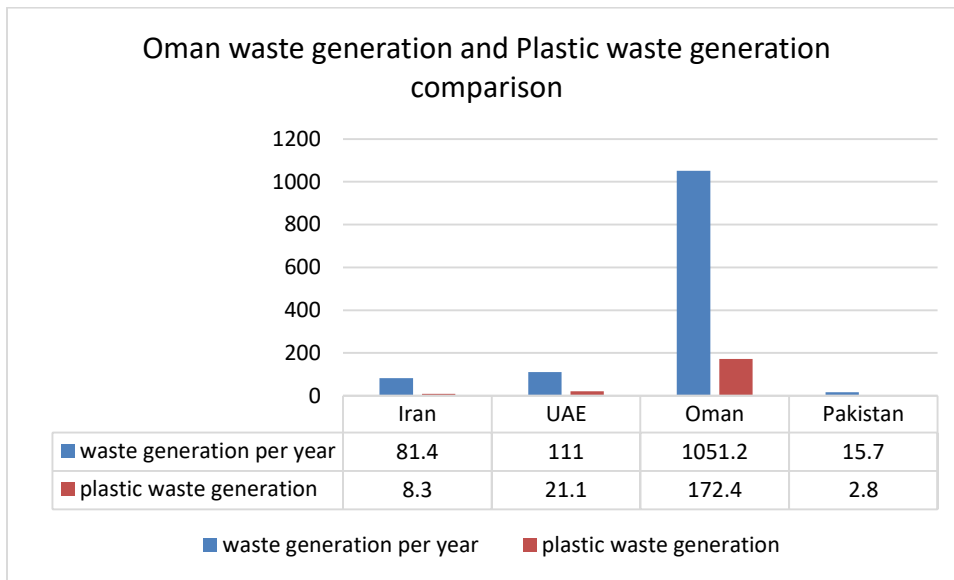 Oman waste generation and Plastic waste generation
comparison
1200
1000
800
600
400
200
0
Iran UAE Oman Pakistan
waste generation per year 81.4 111 1051.2 15.7
plastic waste generation 8.3 21.1 172.4 2.8
waste generation per year plastic waste generation